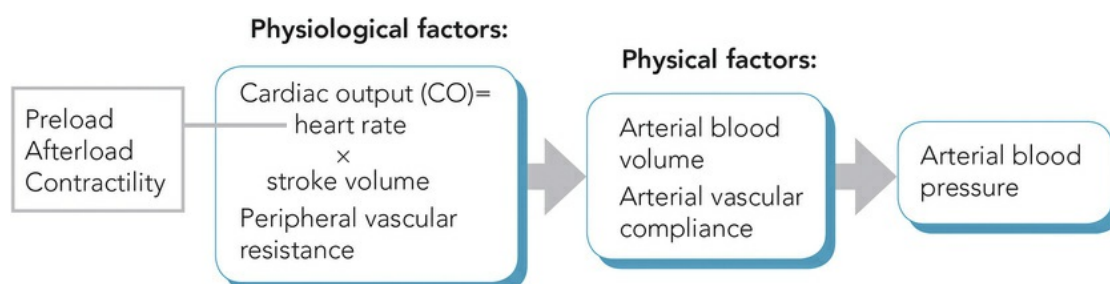 Physiological factors:
Physical factors:
Preload
Afterload
Contractility
Cardiac output (CO)=
heart rate
×
stroke volume
Peripheral vascular
resistance
Arterial blood
volume
Arterial vascular
compliance
Arterial blood
pressure